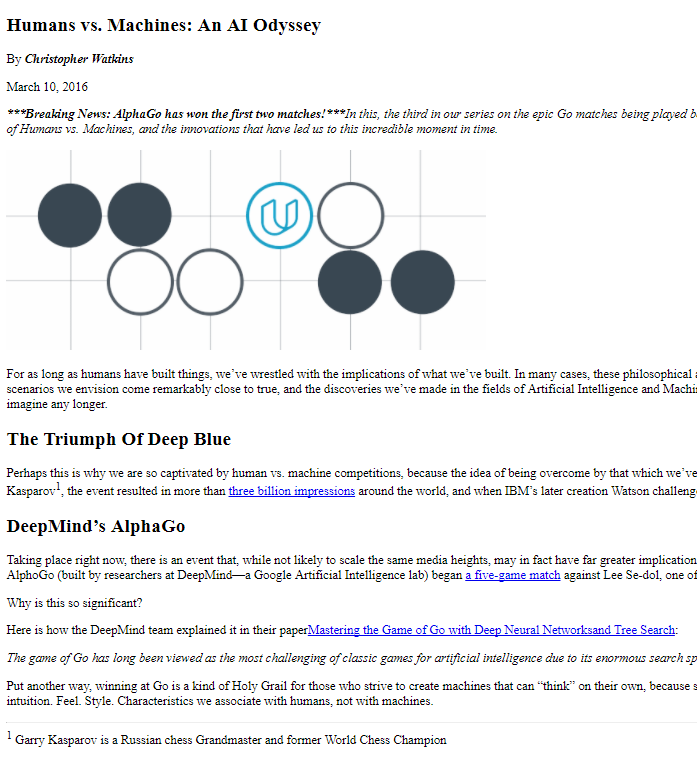 Humans vs. Machines: An AI Odyssey
By Christopher Watkins
March 10, 2016
***Breaking News: AlphaGo has won the first two matches!***In this, the third in our series on the epic Go matches being played
of Humans vs. Machines, and the innovations that have led us to this incredible moment in time.
For as long as humans have built things, we've wrestled with the implications of what we've built. In many cases, these philosophical
scenarios we envision come remarkably close to true, and the discoveries we've made in the fields of Artificial Intelligence and Machi
imagine any longer.
The Triumph Of Deep Blue
Perhaps this is why we are so captivated by human vs. machine competitions, because the idea of being overcome by that which we've
Kasparov1, the event resulted in more than three billion impressions around the world, and when IBM's later creation Watson challeng
DeepMind's AlphaGo
Taking place right now, there is an event that, while not likely to scale the same media heights, may in fact have far greater implication
AlphoGo (built by researchers at DeepMind—a Google Artificial Intelligence lab) began a five-game match against Lee Se-dol, one of
Why is this so significant?
Here is how the DeepMind team explained it in their paperMastering the Game of Go with Deep Neural Networksand Tree Search:
The game of Go has long been viewed as the most challenging of classic games for artificial intelligence due to its enormous search sp
Put another way, winning at Go is a kind of Holy Grail for those who strive to create machines that can “think” on their own, because s
intuition. Feel. Style. Characteristics we associate with humans, not with machines.
1 Garry Kasparov is a Russian chess Grandmaster and former World Chess Champion